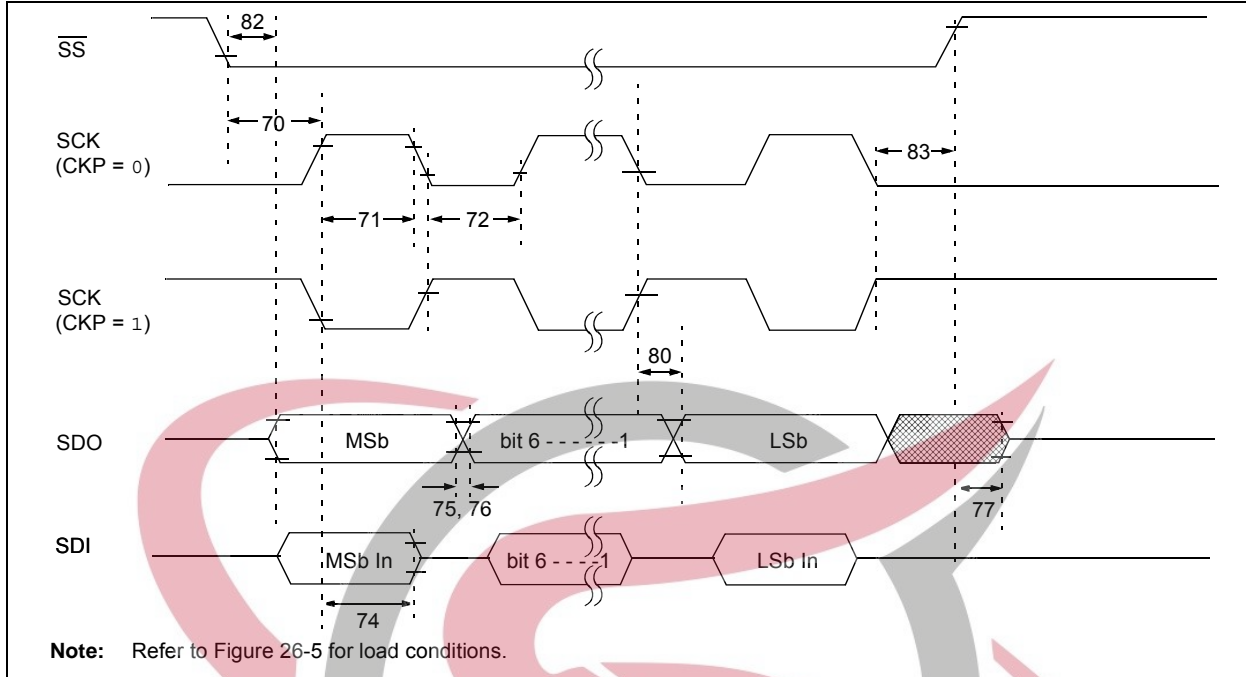 82
SS
70
SCK
(CKP = 0)
83
71
72
SCK
(CKP = 1)
80
SDO
MSb
bit 6 - - - - - -1
LSb
75, 76
77
SDI
MSb In
bit 6 - - - -1
LSb In
74
Note: Refer to Figure 26-5 for load conditions.